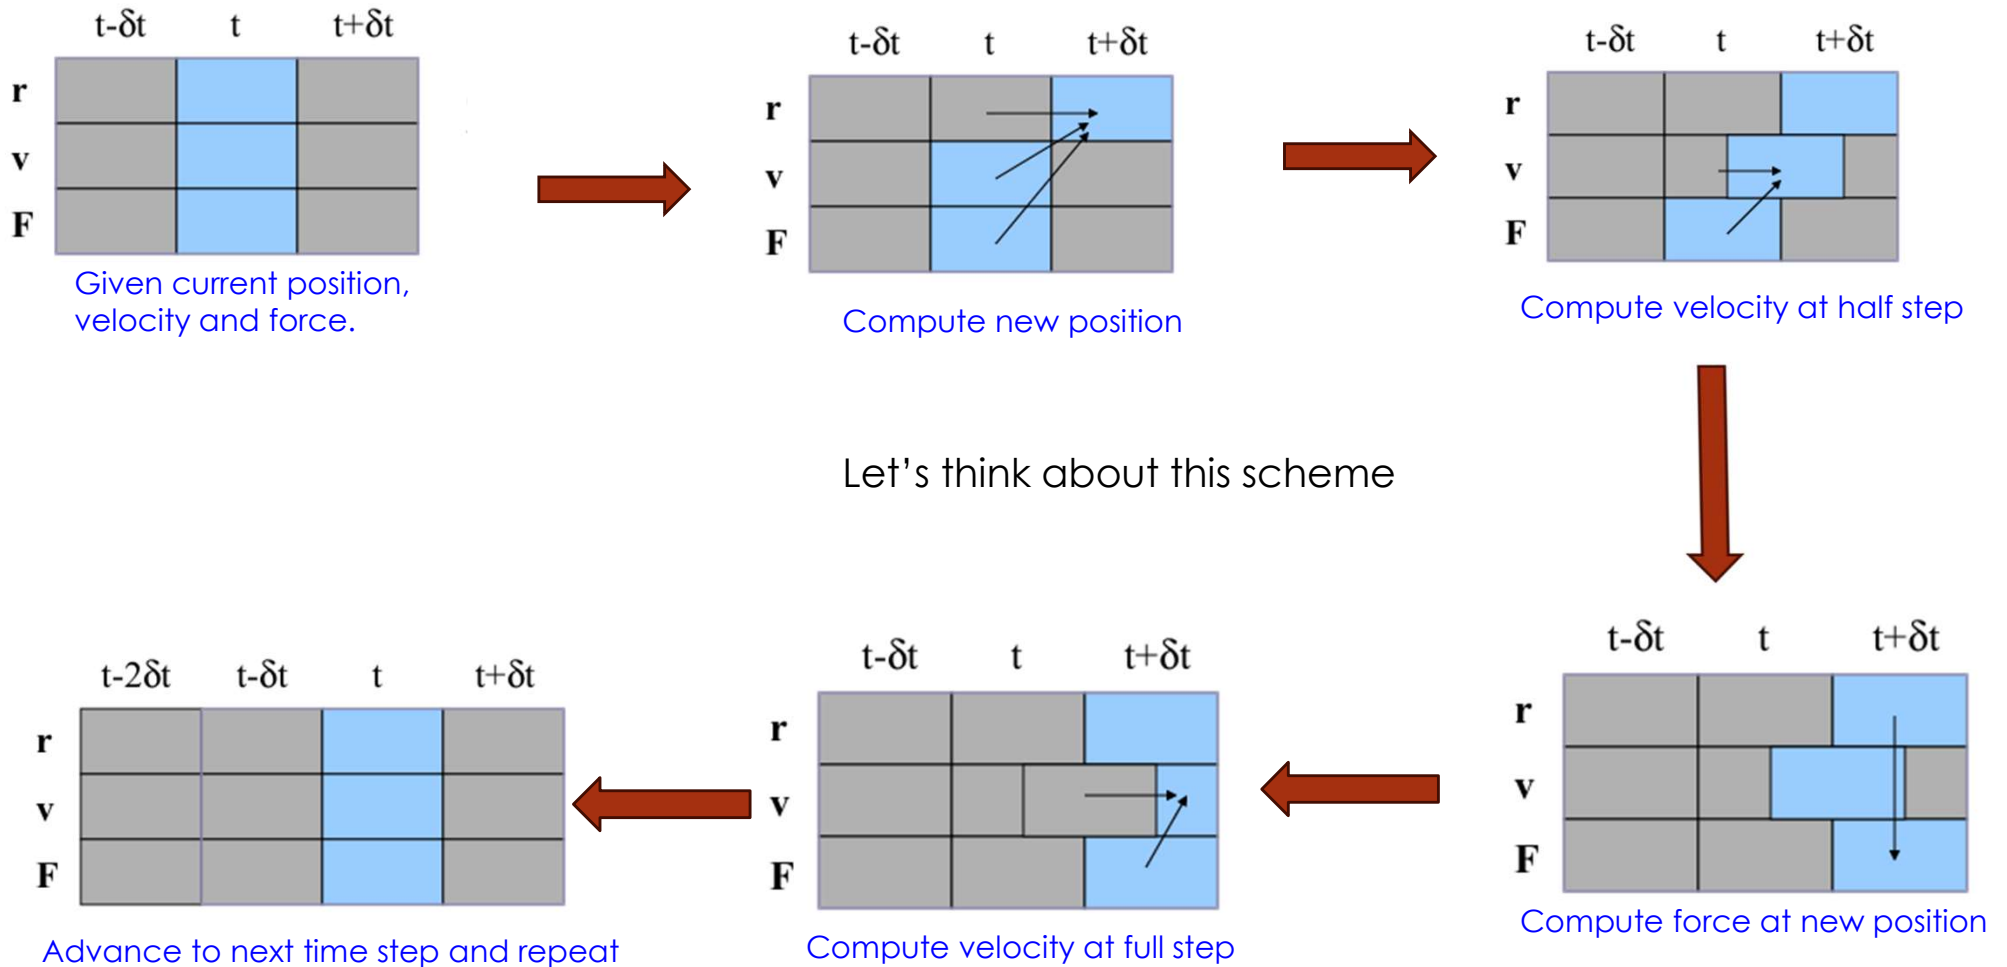 t-δt t t+δt
r
v
F
Given current position,
velocity and force.
t-δt t t+δt
r
v
F
Compute new position
t-δt t t+δt
r
v
F
Compute velocity at half step
Let's think about this scheme
t-2δt t-δt t t+δt
r
v
F
Advance to next time step and repeat
t-δt t t+δt
r
v
F
Compute velocity at full step
t-δt t t+δt
r
v
F
Compute force at new position